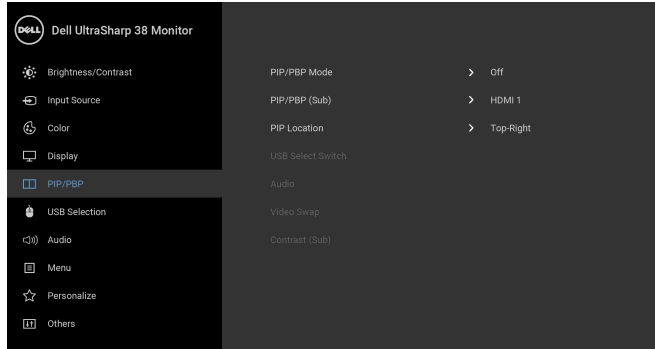 DELL Dell UltraSharp 38 Monitor
Brightness/Contrast PIP/PBP Mode Off
Input Source PIP/PBP (Sub) HDMI 1
Color PIP Location Top-Right
Display USB Select Switch
PIP/PBP Audio
USB Selection Video Swap
Audio Contrast (Sub)
Menu
Personalize
Others